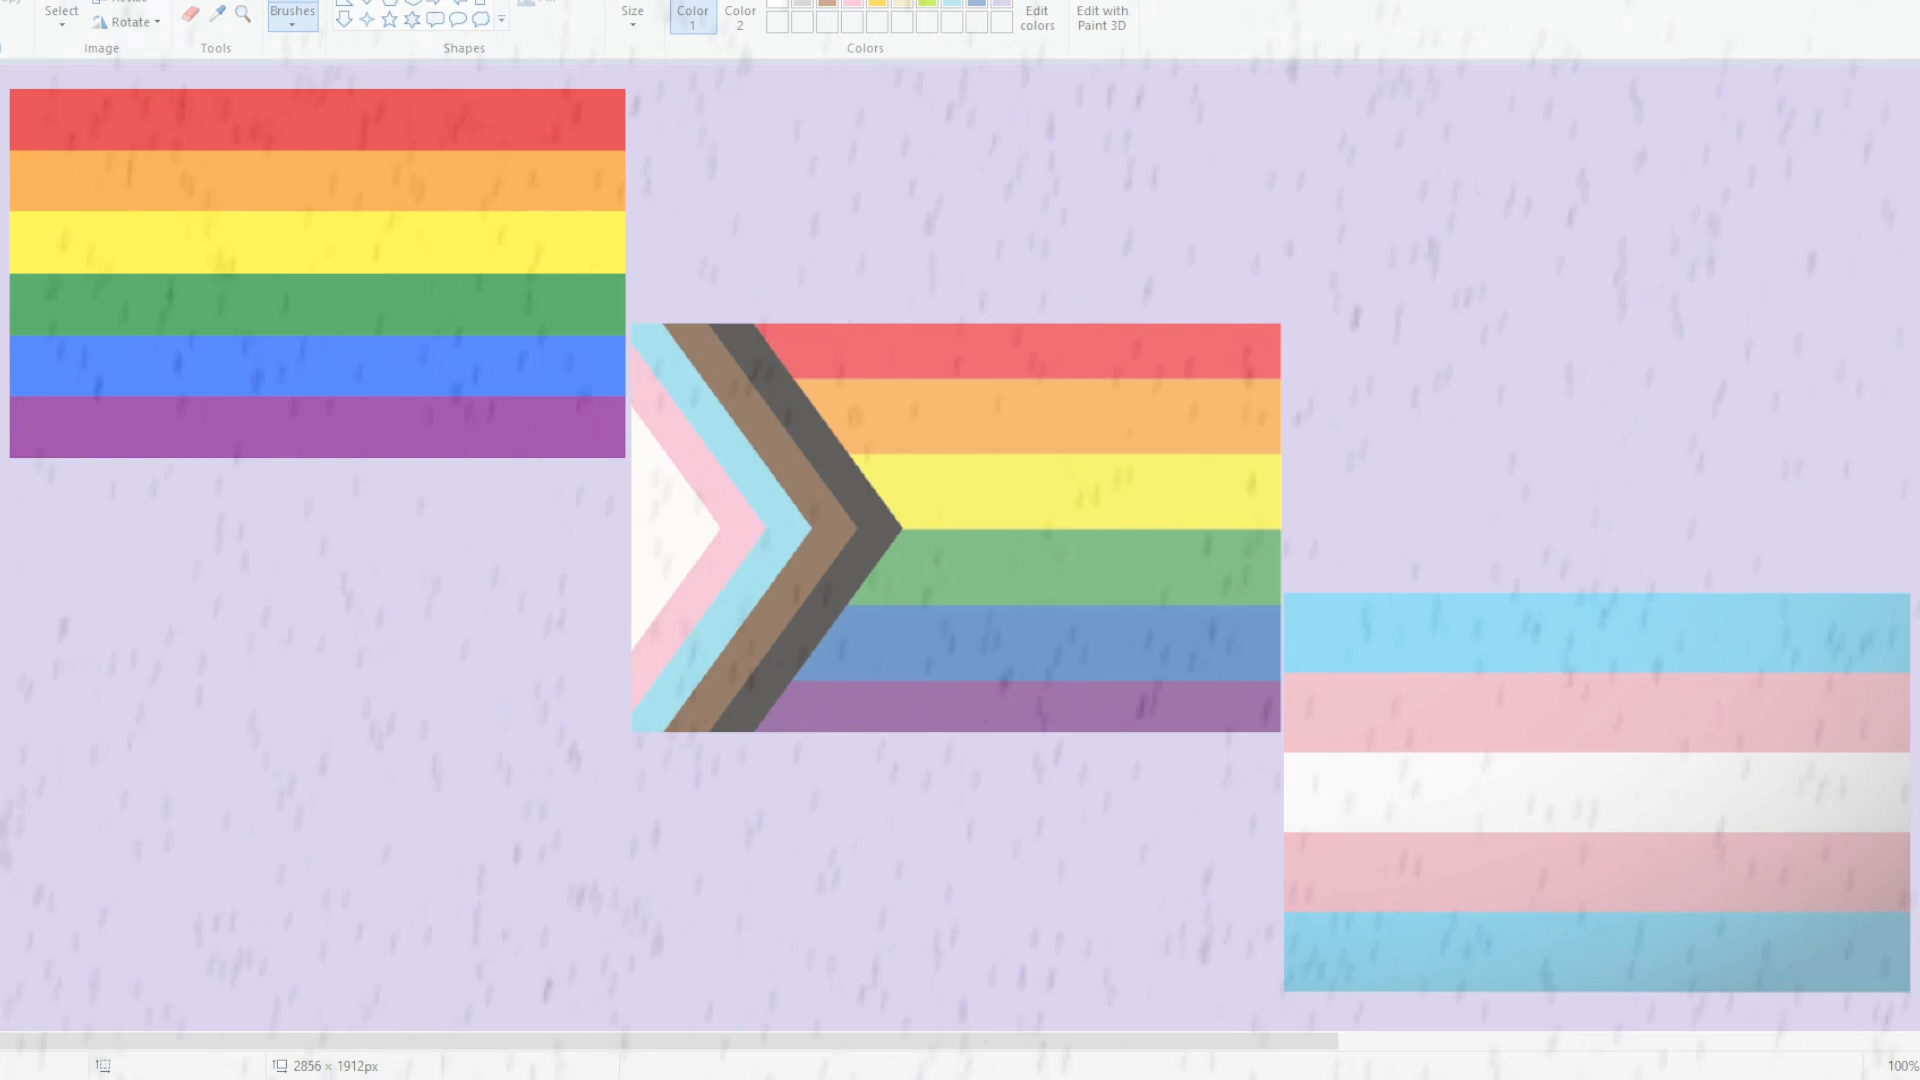 Select
Rotate
Image
Tools
Brushes
Shapes
Size
Color
1
Color
2
Colors
Edit
colors
Edit with
Paint 3D
2856 × 1912px
100%